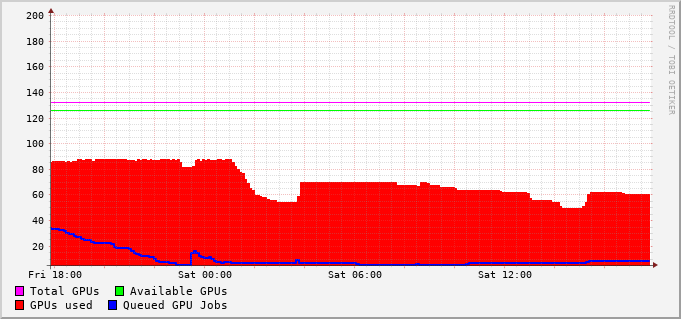 200
180
160
140
120
100
80
60
40
20
Fri 18:00 Sat 00:00 Sat 06:00 Sat 12:00
Total GPUs Available GPUs
GPUs used Queued GPU Jobs
RRDTOOL / TOBI OETIKER